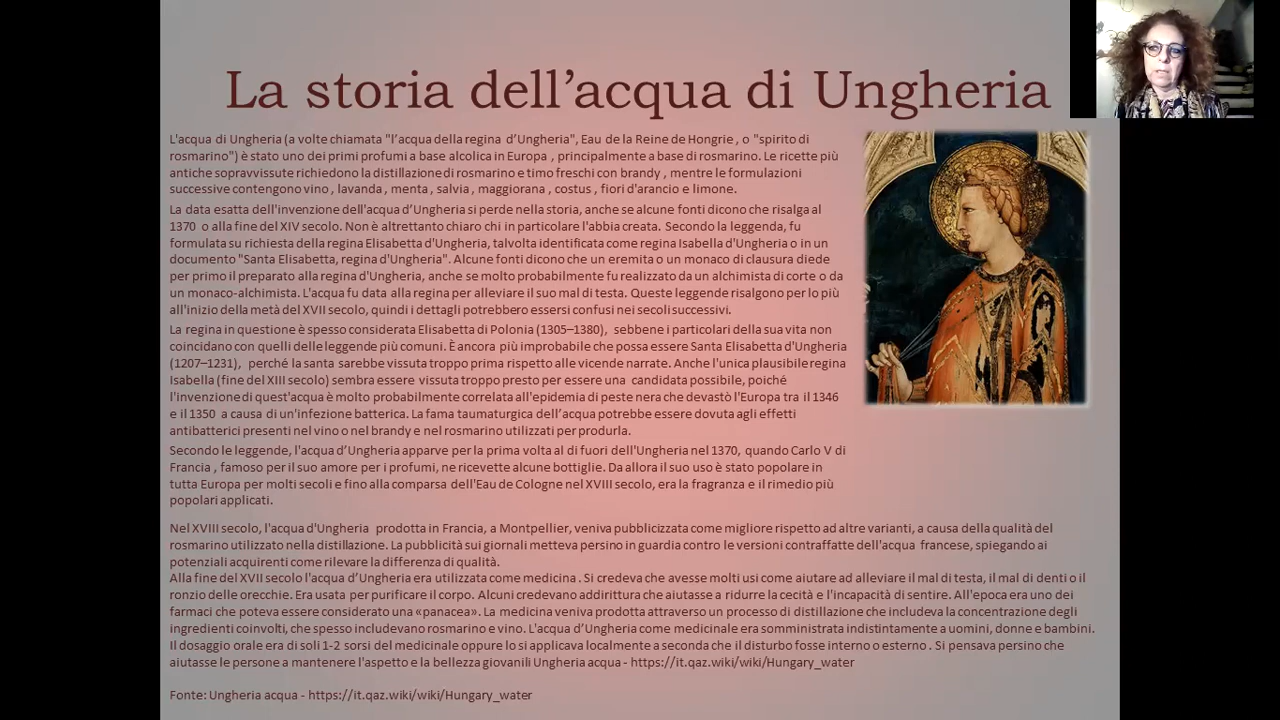 La storia dell’acqua di Ungheria
L'acqua di Ungheria (a volte chiamata "l’acqua della regina d’Ungheria", Eau de la Reine de Hongrie , o "spirito di
rosmarino") è stato uno dei primi profumi a base alcolica in Europa , principalmente a base di rosmarino. Le ricette più
antiche sopravvissute richiedono la distillazione di rosmarino e timo freschi con brandy , mentre le formulazioni
successive contengono vino , lavanda , menta , salvia , maggiorana , costus , fiori d'arancio e limone.
La data esatta dell'invenzione dell'acqua d’Ungheria si perde nella storia, anche se alcune fonti dicono che risalga al
1370 o alla fine del XIV secolo. Non è altrettanto chiaro chi in particolare l'abbia creata. Secondo la leggenda, fu
formulata su richiesta della regina Elisabetta d'Ungheria, talvolta identificata come regina Isabella d'Ungheria o in un
documento "Santa Elisabetta, regina d'Ungheria". Alcune fonti dicono che un eremita o un monaco di clausura diede
per primo il preparato alla regina d'Ungheria, anche se molto probabilmente fu realizzato da un alchimista di corte o da
un monaco-alchimista. L'acqua fu data alla regina per alleviare il suo mal di testa. Queste leggende risalgono per lo più
all'inizio della metà del XVII secolo, quindi i dettagli potrebbero essersi confusi nei secoli successivi.
La regina in questione è spesso considerata Elisabetta di Polonia (1305–1380), sebbene i particolari della sua vita non
coincidano con quelli delle leggende più comuni. È ancora più improbabile che possa essere Santa Elisabetta d'Ungheria
(1207–1231), perché la santa sarebbe vissuta troppo prima rispetto alle vicende narrate. Anche l'unica plausibile regina
Isabella (fine del XIII secolo) sembra essere vissuta troppo presto per essere una candidata possibile, poiché
l'invenzione di quest'acqua è molto probabilmente correlata all'epidemia di peste nera che devastò l'Europa tra il 1346
e il 1350 a causa di un'infezione batterica. La fama taumaturgica dell’acqua potrebbe essere dovuta agli effetti
antibatterici presenti nel vino o nel brandy e nel rosmarino utilizzati per produrla.
Secondo le leggende, l'acqua d’Ungheria apparve per la prima volta al di fuori dell'Ungheria nel 1370, quando Carlo V di
Francia , famoso per il suo amore per i profumi, ne ricevette alcune bottiglie. Da allora il suo uso è stato popolare in
tutta Europa per molti secoli e fino alla comparsa dell'Eau de Cologne nel XVIII secolo, era la fragranza e il rimedio più
popolari applicati.
Nel XVIII secolo, l'acqua d'Ungheria prodotta in Francia, a Montpellier, veniva pubblicizzata come migliore rispetto ad altre varianti, a causa della qualità del
rosmarino utilizzato nella distillazione. La pubblicità sui giornali metteva persino in guardia contro le versioni contraffatte dell'acqua francese, spiegando ai
potenziali acquirenti come rilevare la differenza di qualità.
Alla fine del XVII secolo l'acqua d’Ungheria era utilizzata come medicina . Si credeva che avesse molti usi come aiutare ad alleviare il mal di testa, il mal di denti o il
ronzio delle orecchie. Era usata per purificare il corpo. Alcuni credevano addirittura che aiutasse a ridurre la cecità e l'incapacità di sentire. All'epoca era uno dei
farmaci che poteva essere considerato una «panacea». La medicina veniva prodotta attraverso un processo di distillazione che includeva la concentrazione degli
ingredienti coinvolti, che spesso includevano rosmarino e vino. L'acqua d’Ungheria come medicinale era somministrata indistintamente a uomini, donne e bambini.
Il dosaggio orale era di soli 1-2 sorsi del medicinale oppure lo si applicava localmente a seconda che il disturbo fosse interno o esterno . Si pensava persino che
aiutasse le persone a mantenere l'aspetto e la bellezza giovanili Ungheria acqua - https://it.qaz.wiki/wiki/Hungary_water
Fonte: Ungheria acqua - https://it.qaz.wiki/wiki/Hungary_water